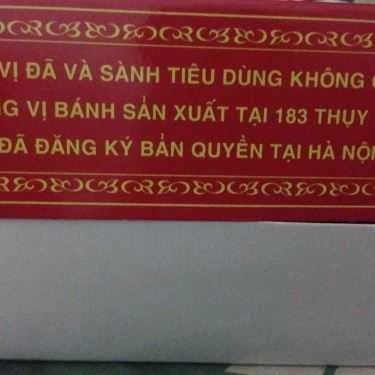 VỊ ĐÃ VÀ SÀNH TIÊU DÙNG KHÔNG
VỊ BÁNH SẢN XUẤT TẠI 183 THỤY
ĐÃ ĐĂNG KÝ BẢN QUYỀN TẠI HÀ NỘI